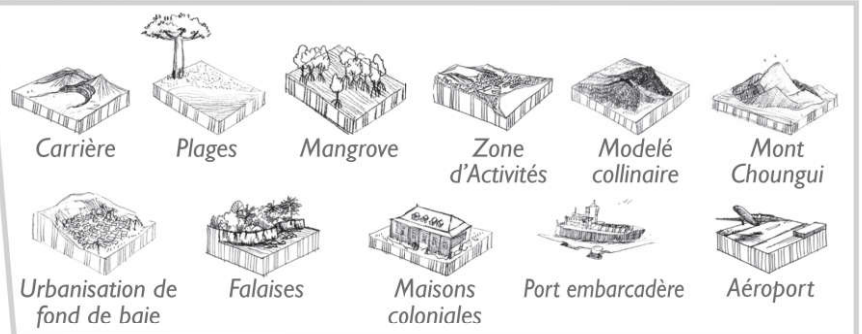 Carrière
Plages
Mangrove
Zone
d'Activités
Modelé
collinaire
Mont
Choungui
Urbanisation de
fond de baie
Falaises
Maisons
coloniales
Port embarcadère
Aéroport